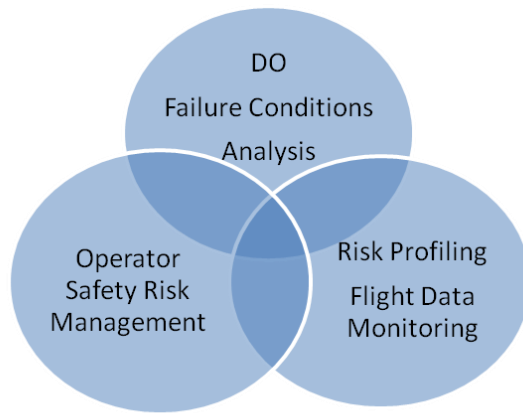 DO
Failure Conditions
Analysis
Operator
Safety Risk
Management
Risk Profiling
Flight Data
Monitoring